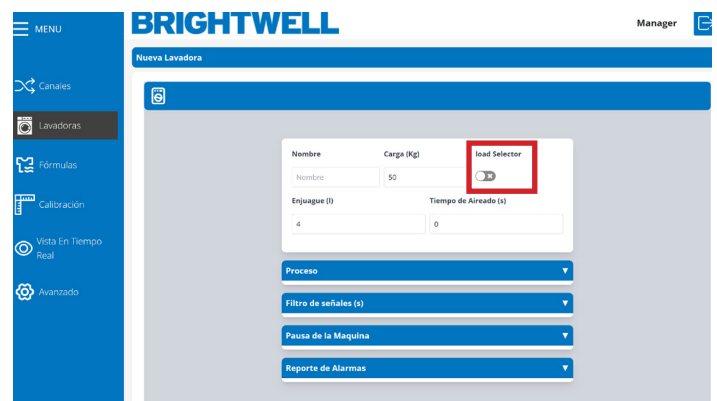 MENU
BRIGHTWELL
Manager
Nueva Lavadora
Canales
Lavadoras
Fórmulas
Calibración
Vista En Tiempo
Real
Avanzado
Nombre
Carga (Kg)
load Selector
Nombre
50
Enjuague (l)
Tiempo de Aireado (s)
4
0
Proceso
Filtro de señales (s)
Pausa de la Maquina
Reporte de Alarmas